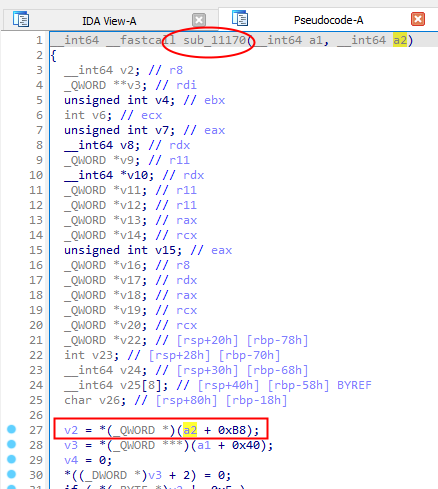 IDA View-A
Pseudocode-A
1 __int64 __fastcall sub_11170(__int64 a1, __int64 a2)
2 {
3 __int64 v2; // r8
4 _QWORD **v3; // rdi
5 unsigned int v4; // ebx
6 int v6; // ecx
7 unsigned int v7; // eax
8 __int64 v8; // rdx
9 _QWORD *v9; // r11
10 __int64 *v10; // rdx
11 _QWORD *v11; // r11
12 _QWORD *v12; // r11
13 _QWORD *v13; // rax
14 _QWORD *v14; // rcx
15 unsigned int v15; // eax
16 _QWORD *v16; // r8
17 _QWORD *v17; // rdx
18 _QWORD *v18; // rax
19 _QWORD *v19; // rcx
20 _QWORD *v20; // rcx
21 _QWORD *v22; // [rsp+20h] [rbp-78h]
22 int v23; // [rsp+28h] [rbp-70h]
23 __int64 v24; // [rsp+30h] [rbp-68h]
24 __int64 v25[8]; // [rsp+40h] [rbp-58h] BYREF
25 char v26; // [rsp+80h] [rbp-18h]
26
27 v2 = *(_QWORD *)(a2 + 0xB8);
28 v3 = *(_QWORD ***)(a1 + 0x40);
29 v4 = 0;
30 *((_DWORD *)v3 + 2) = 0;